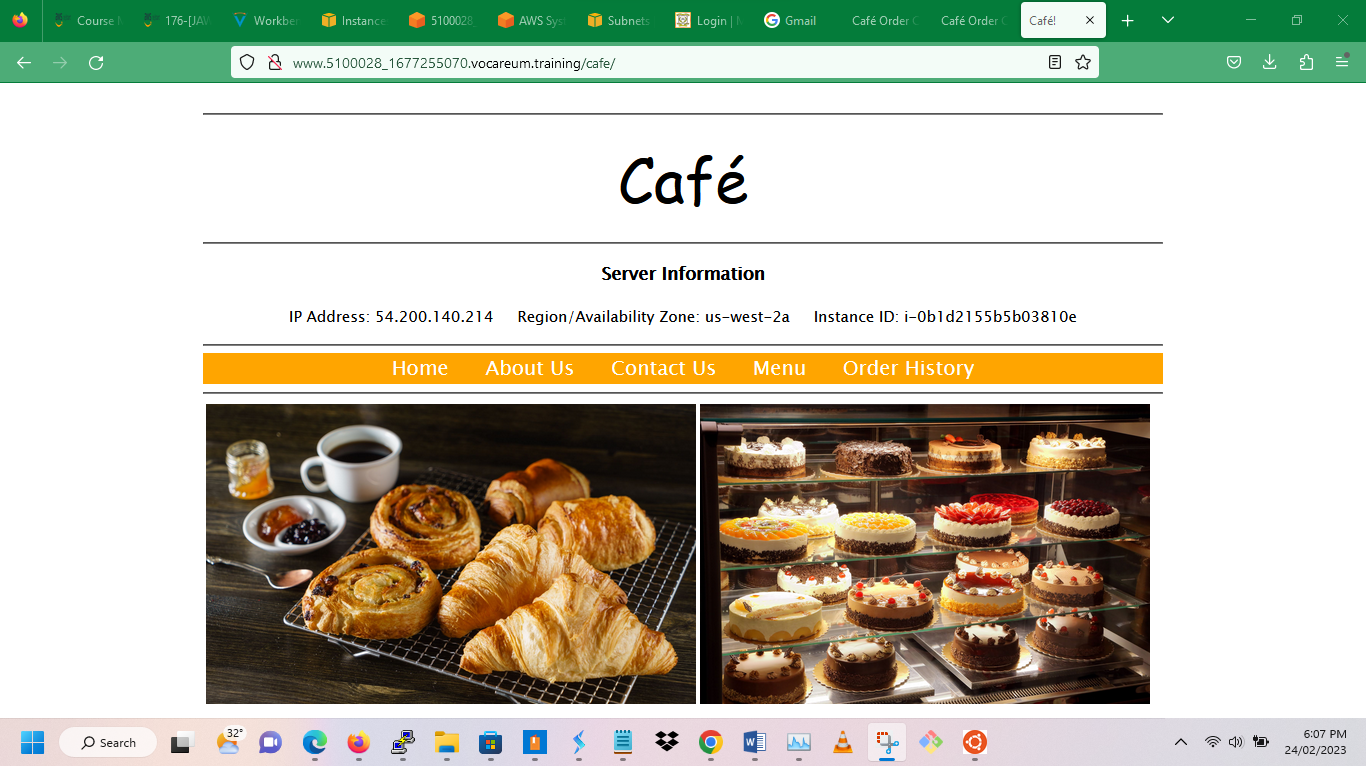 Course
176-[JAW
Workber
Instance
5100028
AWS Sys
Subnets
Login |
Gmail
Café Order
Café Order
Café!
www.5100028_1677255070.vocareum.training/cafe/
Café
Server Information
IP Address: 54.200.140.214 Region/Availability Zone: us-west-2a Instance ID: i-0b1d2155b5b03810e
Home About Us Contact Us Menu Order History
32°
Search
6:07 PM
24/02/2023